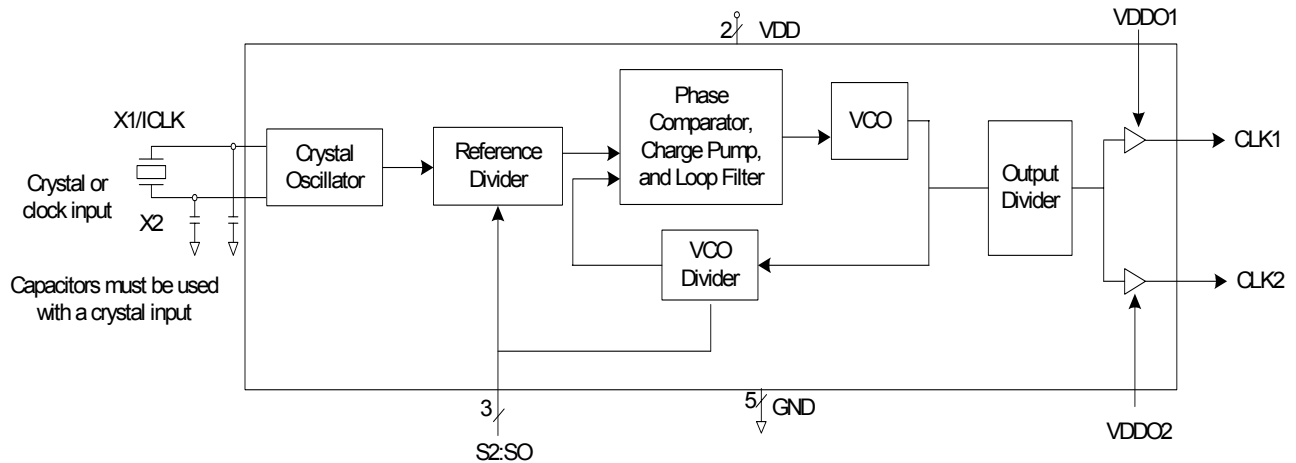 2
VDD
VDDO1
X1/ICLK
Crystal
Oscillator
Reference
Divider
Phase
Comparator,
Charge Pump,
and Loop Filter
VCO
CLK1
Crystal or
clock input
X2
VCO
Divider
Output
Divider
CLK2
Capacitors must be used
with a crystal input
3
S2:SO
5
GND
VDDO2